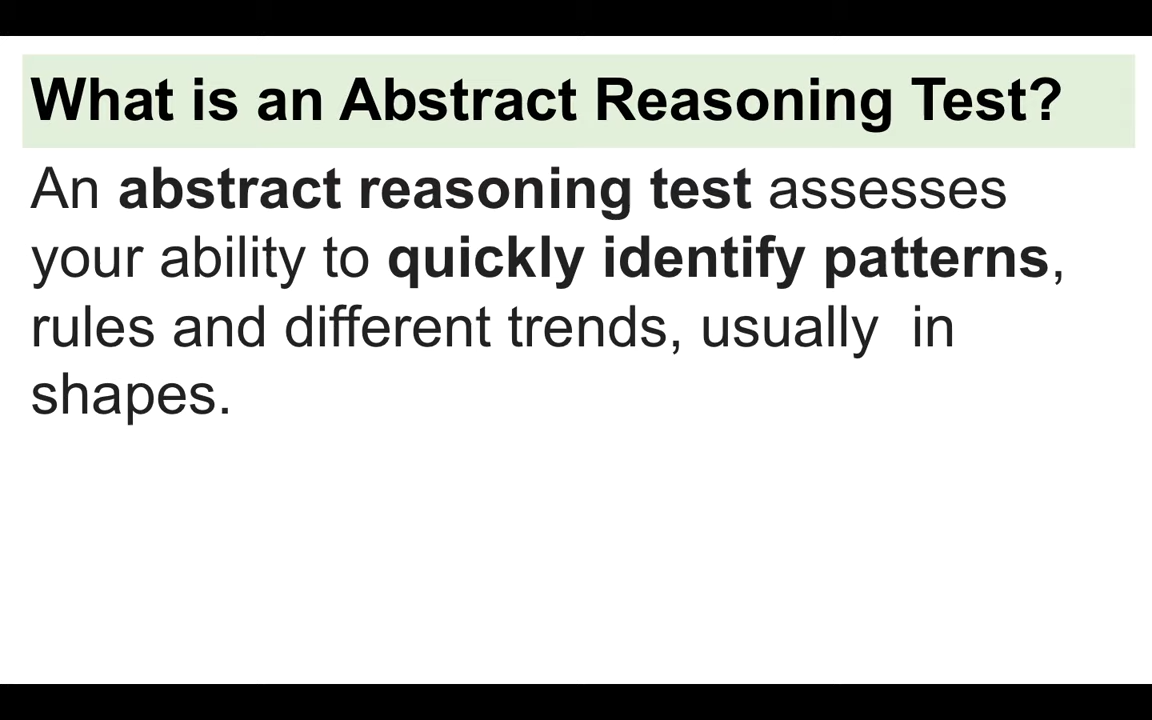 What is an Abstract Reasoning Test?
An abstract reasoning test assesses
your ability to quickly identify patterns,
rules and different trends, usually  in
shapes.